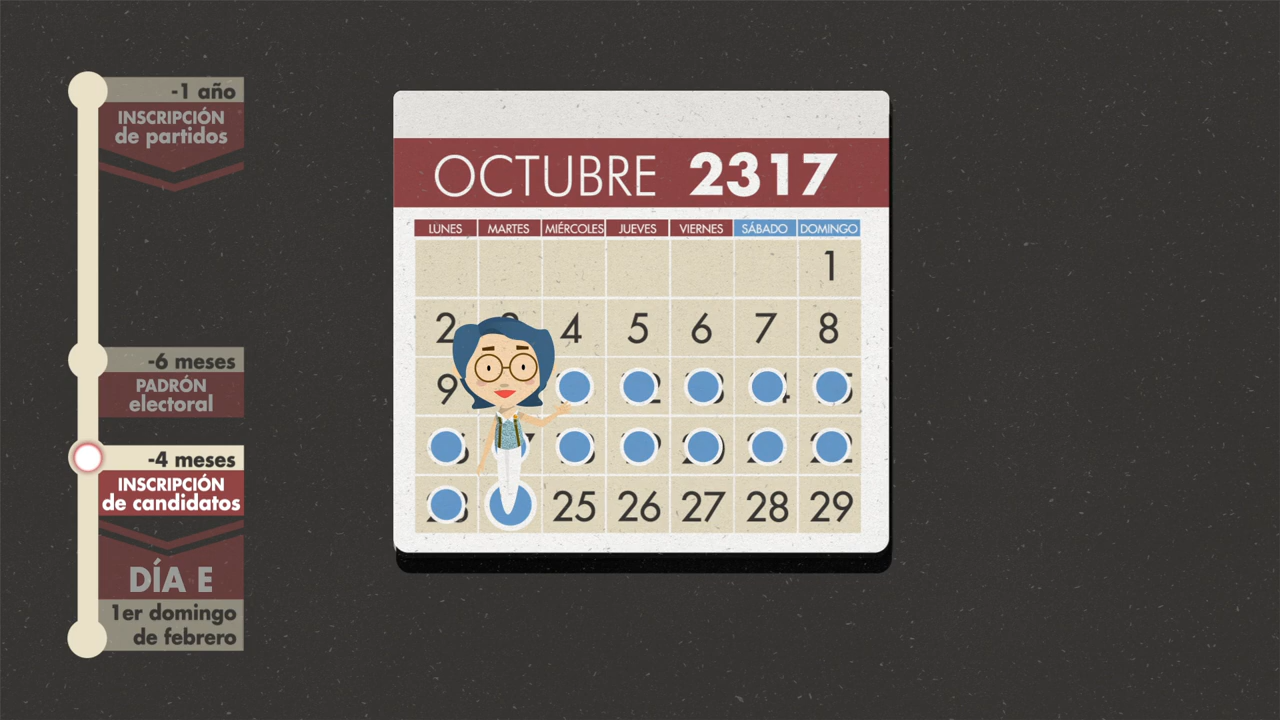 -1 año
INSCRIPCIÓN
de partidos
-6 meses
PADRÓN
electoral
-4 meses
INSCRIPCIÓN
de candidatos
DÍA E
1er domingo
de febrero
OCTUBRE 2317
LUNES MARTES MIÉRCOLES JUEVES VIERNES SÁBADO DOMINGO
1
2 4 5 6 7 8
9
25 26 27 28 29